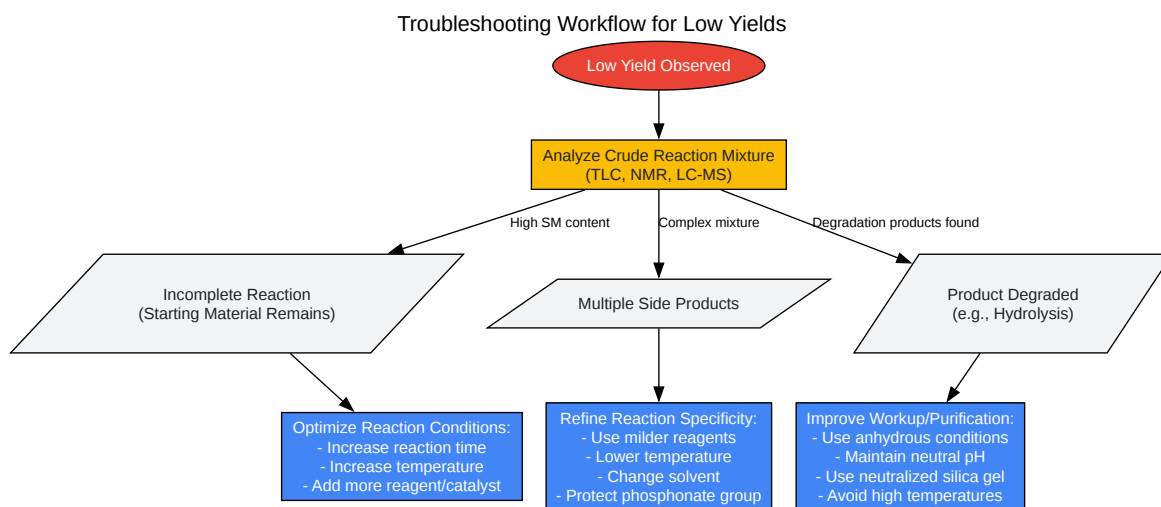 Troubleshooting Workflow for Low Yields
Low Yield Observed
Analyze Crude Reaction Mixture
(TLC, NMR, LC-MS)
High SM content
Complex mixture
Degradation products found
Incomplete Reaction
(Starting Material Remains)
Multiple Side Products
Product Degraded
(e.g., Hydrolysis)
Optimize Reaction Conditions:
- Increase reaction time
- Increase temperature
- Add more reagent/catalyst
Refine Reaction Specificity:
- Use milder reagents
- Lower temperature
- Change solvent
- Protect phosphonate group
Improve Workup/Purification:
- Use anhydrous conditions
- Maintain neutral pH
- Use neutralized silica gel
- Avoid high temperatures